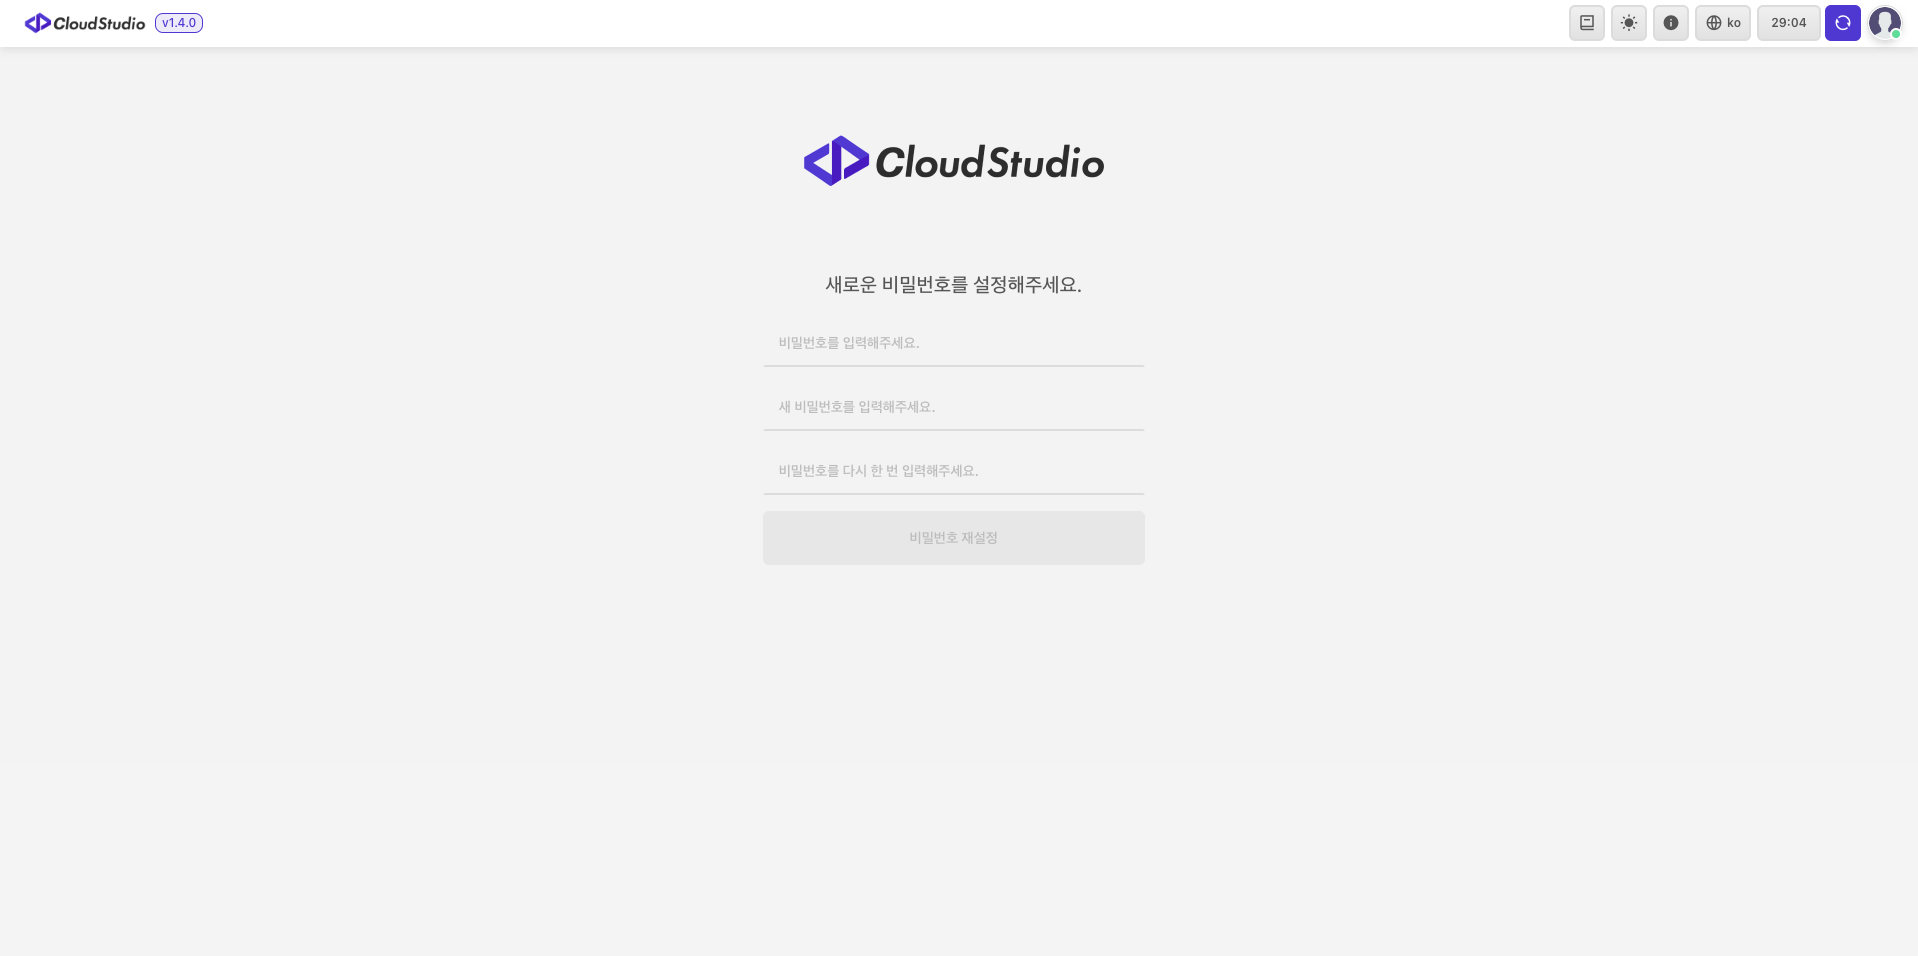 CloudStudio v1.4.0 ko 29:04
CloudStudio
새로운 비밀번호를 설정해주세요.
비밀번호를 입력해주세요.
새 비밀번호를 입력해주세요.
비밀번호를 다시 한 번 입력해주세요.
비밀번호 재설정